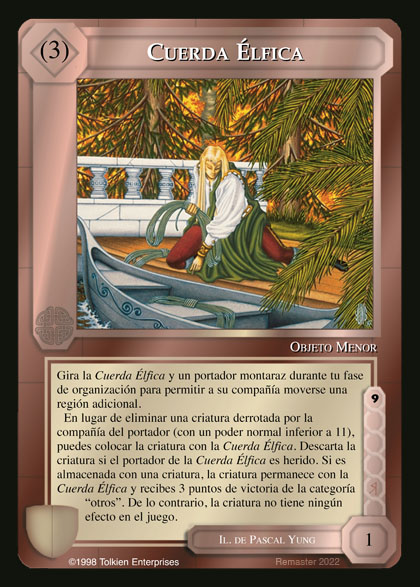 (3)
Cuerda Élfica
Objeto Menor
Gira la Cuerda Élfica y un portador montaraz durante tu fase
de organización para permitir a su compañía moverse una
región adicional.
En lugar de eliminar una criatura derrotada por la
compañía del portador (con un poder normal inferior a 11),
puedes colocar la criatura con la Cuerda Élfica. Descarta la
criatura si el portador de la Cuerda Élfica es herido. Si es
almacenada con una criatura, la criatura permanece con la
Cuerda Élfica y recibes 3 puntos de victoria de la categoría
“otros”. De lo contrario, la criatura no tiene ningún
efecto en el juego.
9
Il. de Pascal Yung
1
©1998 Tolkien Enterprises
Remaster 2022